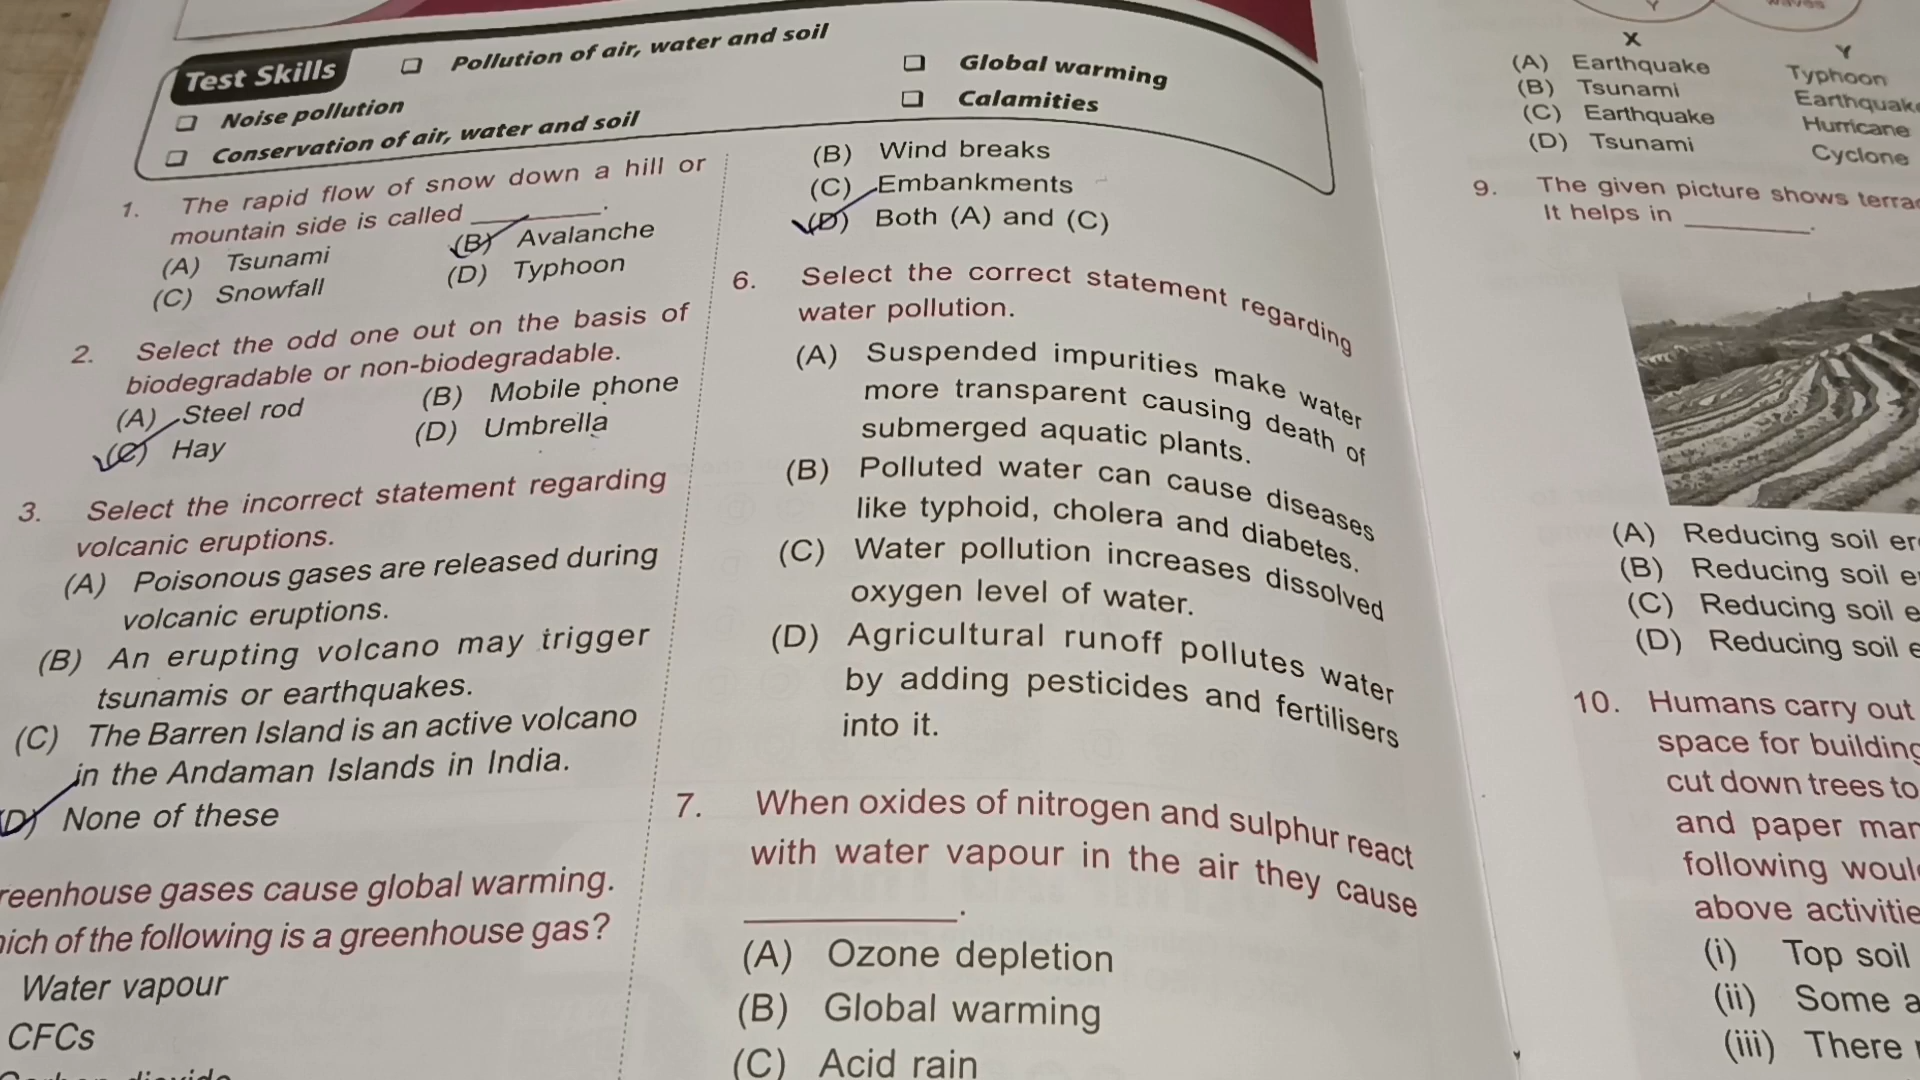 Test Skills
Pollution of air, water and soil
Global warming
Noise pollution
Calamities
Conservation of air, water and soil
1. The rapid flow of snow down a hill or
mountain side is called ________.
(A) Tsunami (B) Avalanche
(C) Snowfall (D) Typhoon
2. Select the odd one out on the basis of
biodegradable or non-biodegradable.
(A) Steel rod (B) Mobile phone
(C) Hay (D) Umbrella
3. Select the incorrect statement regarding
volcanic eruptions.
(A) Poisonous gases are released during
volcanic eruptions.
(B) An erupting volcano may trigger
tsunamis or earthquakes.
(C) The Barren Island is an active volcano
in the Andaman Islands in India.
(D) None of these
gases cause global warming.
of the following is a greenhouse gas?
Water vapour
CFCs
(B) Wind breaks
(C) Embankments
(D) Both (A) and (C)
6. Select the correct statement regarding
water pollution.
(A) Suspended impurities make water
more transparent causing death of
submerged aquatic plants.
(B) Polluted water can cause diseases
like typhoid, cholera and diabetes.
(C) Water pollution increases dissolved
oxygen level of water.
(D) Agricultural runoff pollutes water
by adding pesticides and fertilisers
into it.
7. When oxides of nitrogen and sulphur react
with water vapour in the air they cause
________.
(A) Ozone depletion
(B) Global warming
(C) Acid rain
X Y
(A) Earthquake Typhoon
(B) Tsunami
(C) Earthquake Hurricane
(D) Tsunami Cyclone
9. The given picture shows
It helps in ________.
(A) Reducing soil
(B) Reducing soil
(C) Reducing soil
(D) Reducing soil
10. Humans carry out
space for building
cut down trees to
and paper
following
above
(i) Top soil
(ii) Some
(iii) There